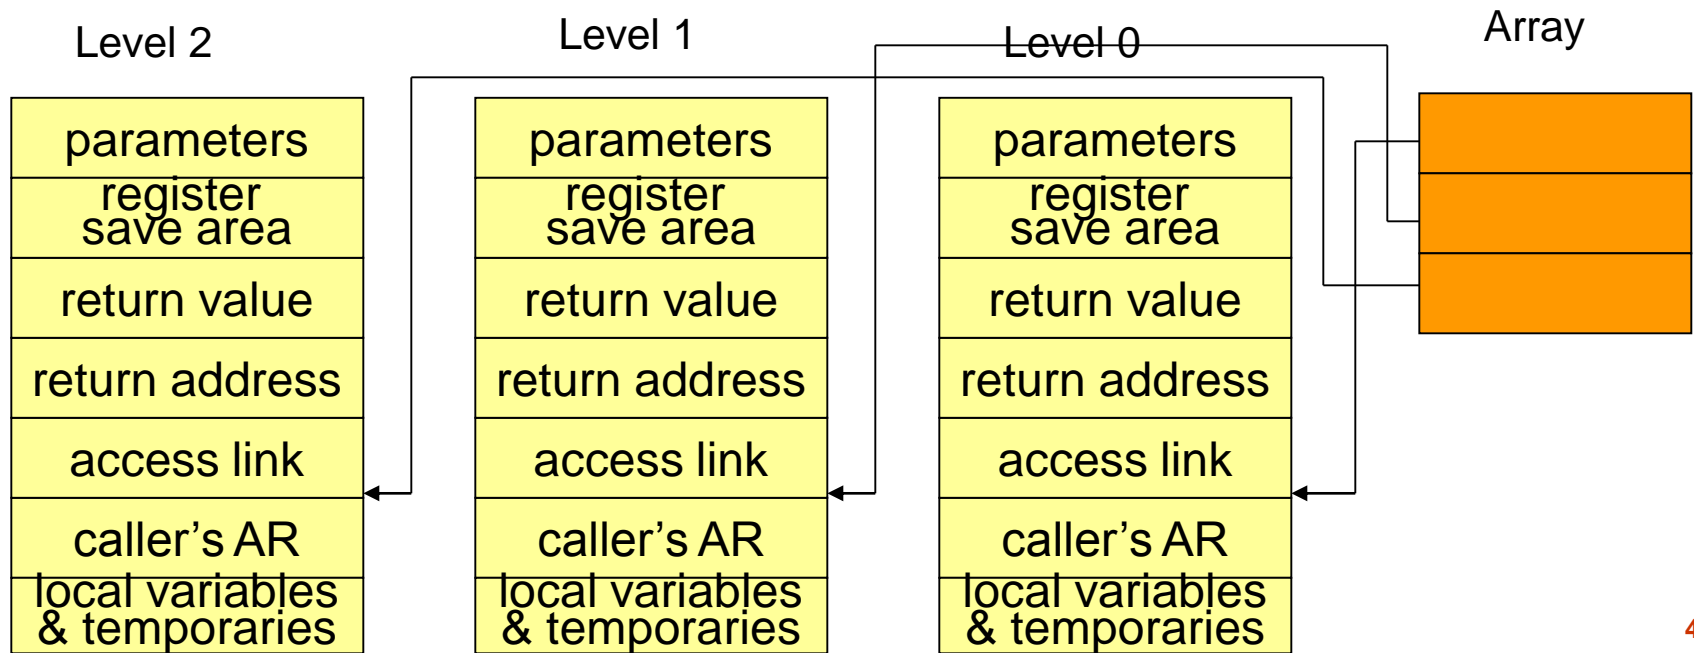 Level 2
Level 1
Level 0
Array
parameters
register
save area
return value
return address
access link
caller's AR
local variables
& temporaries
parameters
register
save area
return value
return address
access link
caller's AR
local variables
& temporaries
parameters
register
save area
return value
return address
access link
caller's AR
local variables
& temporaries